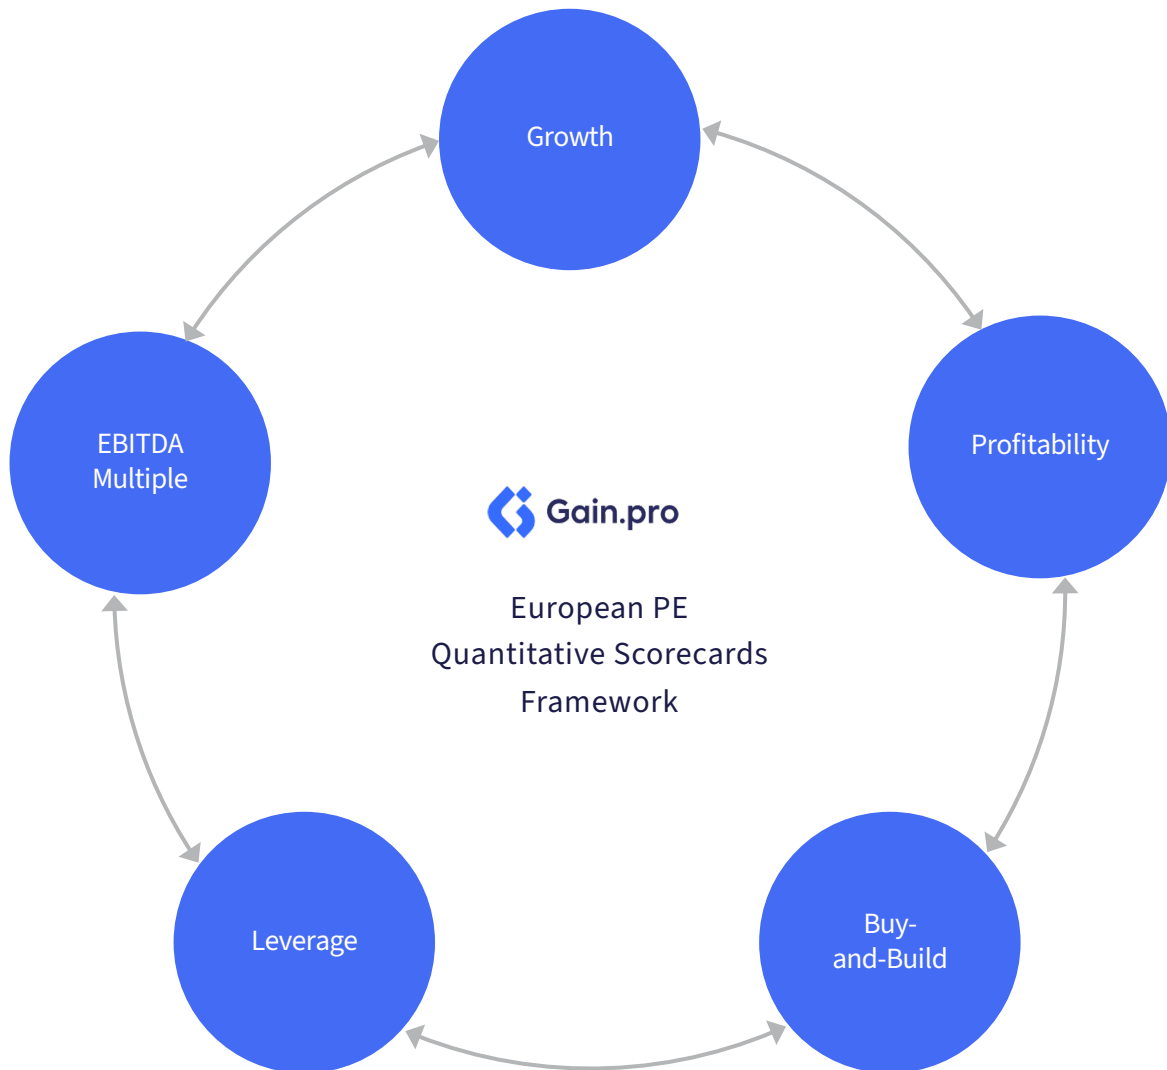 Growth
EBITDA
Multiple
Profitability
Gain.pro
European PE
Quantitative Scorecards
Framework
Leverage
Buy-
and-Build